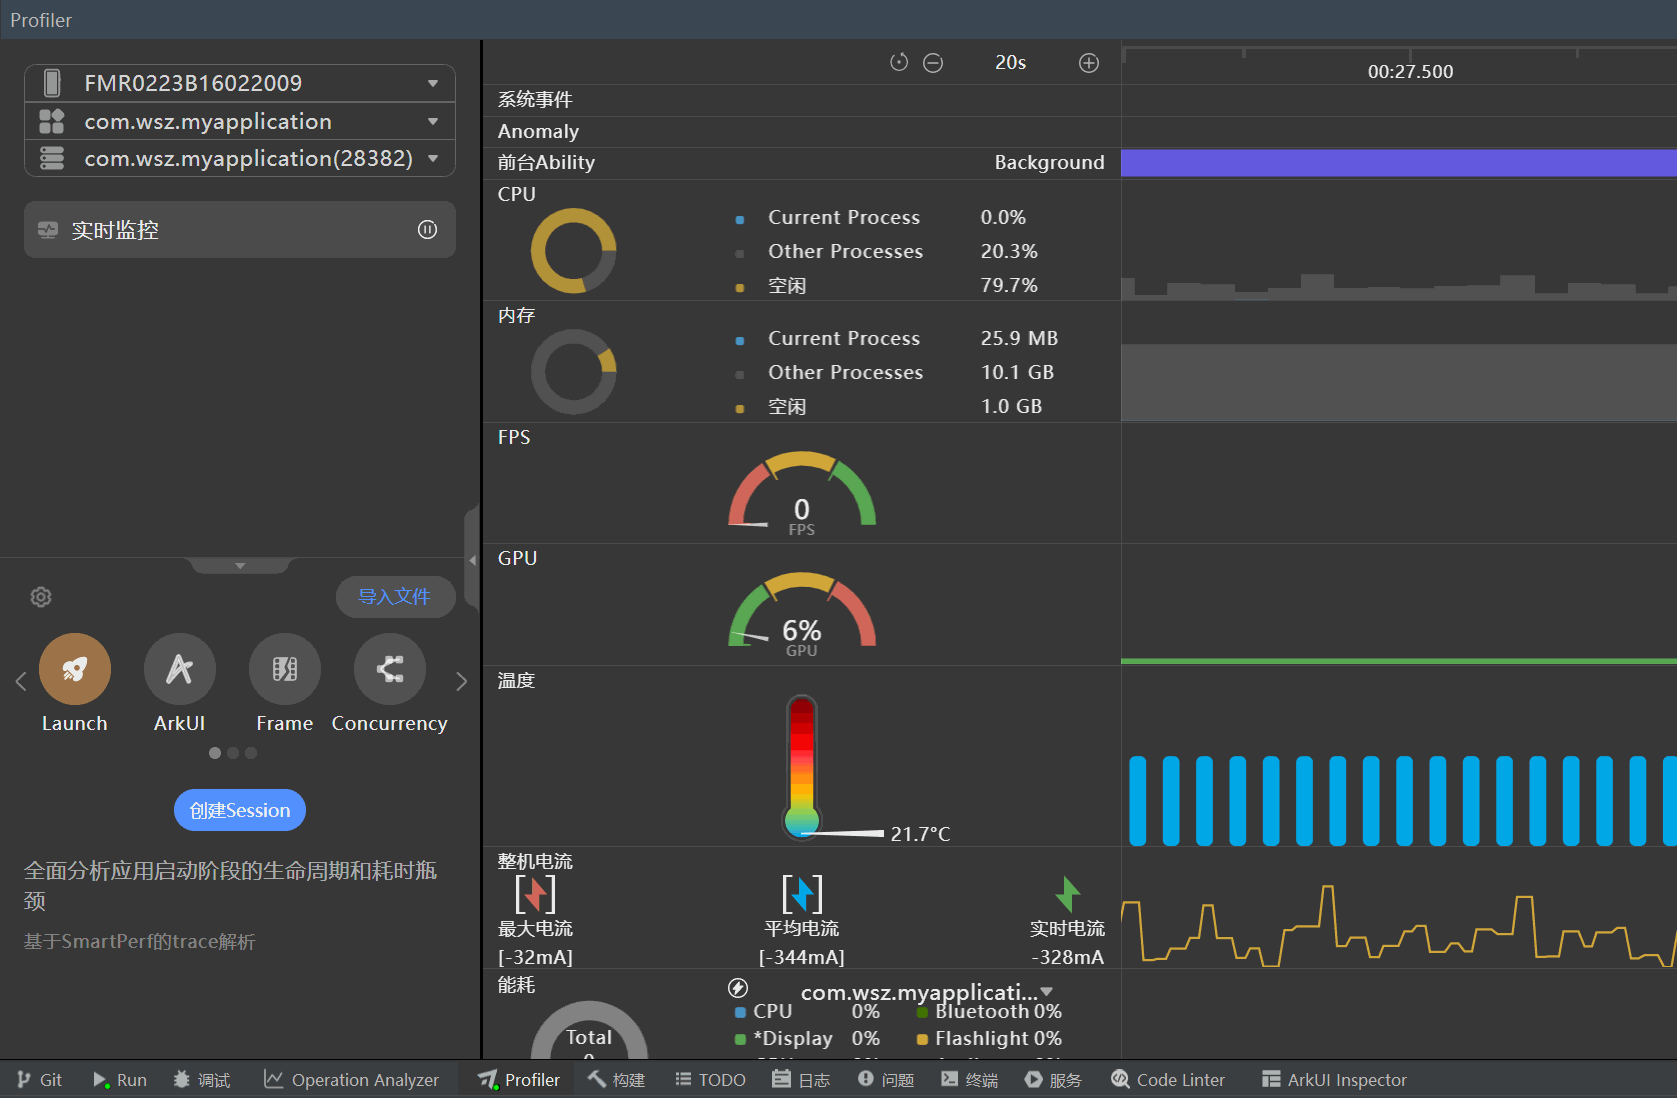 Profiler
FMR0223B16022009
com.wsz.myapplication
com.wsz.myapplication(28382)
实时监控
导入文件
Launch
ArkUI
Frame
Concurrency
创建Session
全面分析应用启动阶段的生命周期和耗时瓶
颈
基于SmartPerf的trace解析
20s
00:27.500
系统事件
Anomaly
前台Ability Background
CPU
Current Process 0.0%
Other Processes 20.3%
空闲 79.7%
内存
Current Process 25.9 MB
Other Processes 10.1 GB
空闲 1.0 GB
FPS
0
FPS
GPU
6%
GPU
温度
21.7°C
整机电流
最大电流 平均电流 实时电流
[-32mA] [-344mA] -328mA
能耗
com.wsz.myapplicati...
Total
CPU 0% Bluetooth 0%
*Display 0% Flashlight 0%
Git Run 调试 Operation Analyzer Profiler 构建 TODO 日志 问题 终端 服务 Code Linter ArkUI Inspector